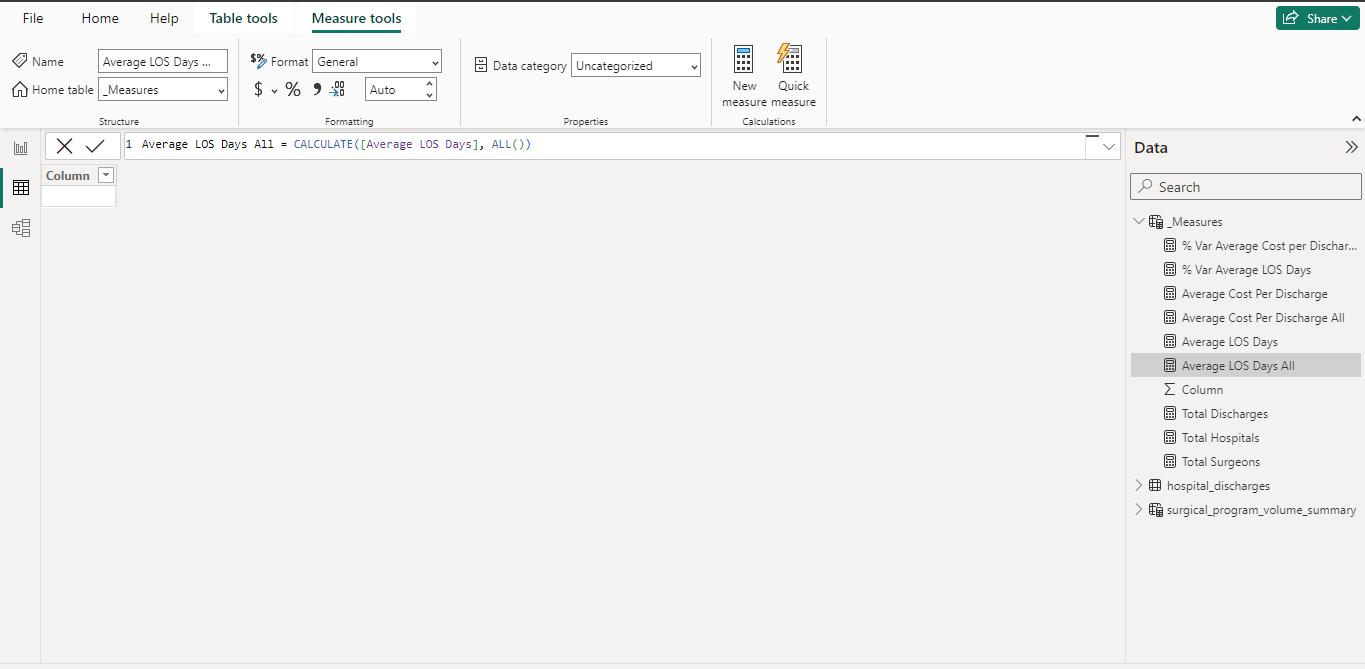 File Home Help Table tools Measure tools Share
Name Average LOS Days ... $% Format General Data category Uncategorized New measure Quick measure
Home table _Measures $ % , .00 Auto
Structure Formatting Properties Calculations
1 Average LOS Days All = CALCULATE([Average LOS Days], ALL())
Column
Data
Search
_Measures
% Var Average Cost per Dischar...
% Var Average LOS Days
Average Cost Per Discharge
Average Cost Per Discharge All
Average LOS Days
Average LOS Days All
Column
Total Discharges
Total Hospitals
Total Surgeons
hospital_discharges
surgical_program_volume_summary